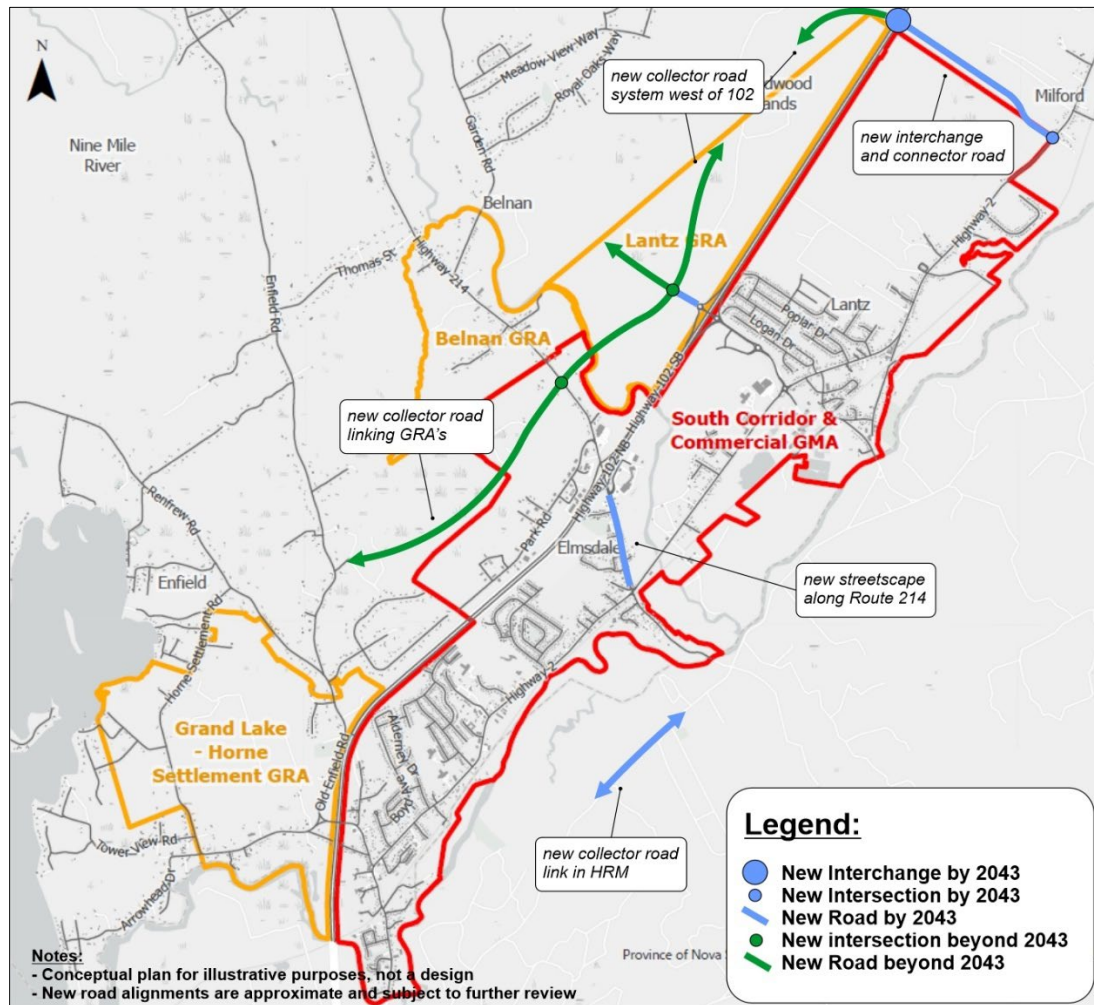 N
Nine Mile
River
Meadow View Way
Royal Oaks Way
Garden Rd
new collector road
system west of 102
dwood
ands
Milford
new interchange
and connector road
Belnan
Thomas St
Highway 214
Enfield Rd
Lantz GRA
Highway 2
Lantz
Poplar Dr
Logan Dr
Belnan GRA
Highway-102-SB
new collector road
linking GRA's
South Corridor &
Commercial GMA
Highway-102-NB
Park Rd
Renfrew Rd
Elmsdale
Enfield
new streetscape
along Route 214
Horne Settlement Rd
Highway-2
Grand Lake
- Horne
Settlement GRA
Old Enfield Rd
Alderney Dr
Boyd Ave
Tower View Rd
Arrowhead Dr
new collector road
link in HRM
Province of Nova S
Legend:
New Interchange by 2043
New Intersection by 2043
New Road by 2043
New intersection beyond 2043
New Road beyond 2043
Notes:
- Conceptual plan for illustrative purposes, not a design
- New road alignments are approximate and subject to further review